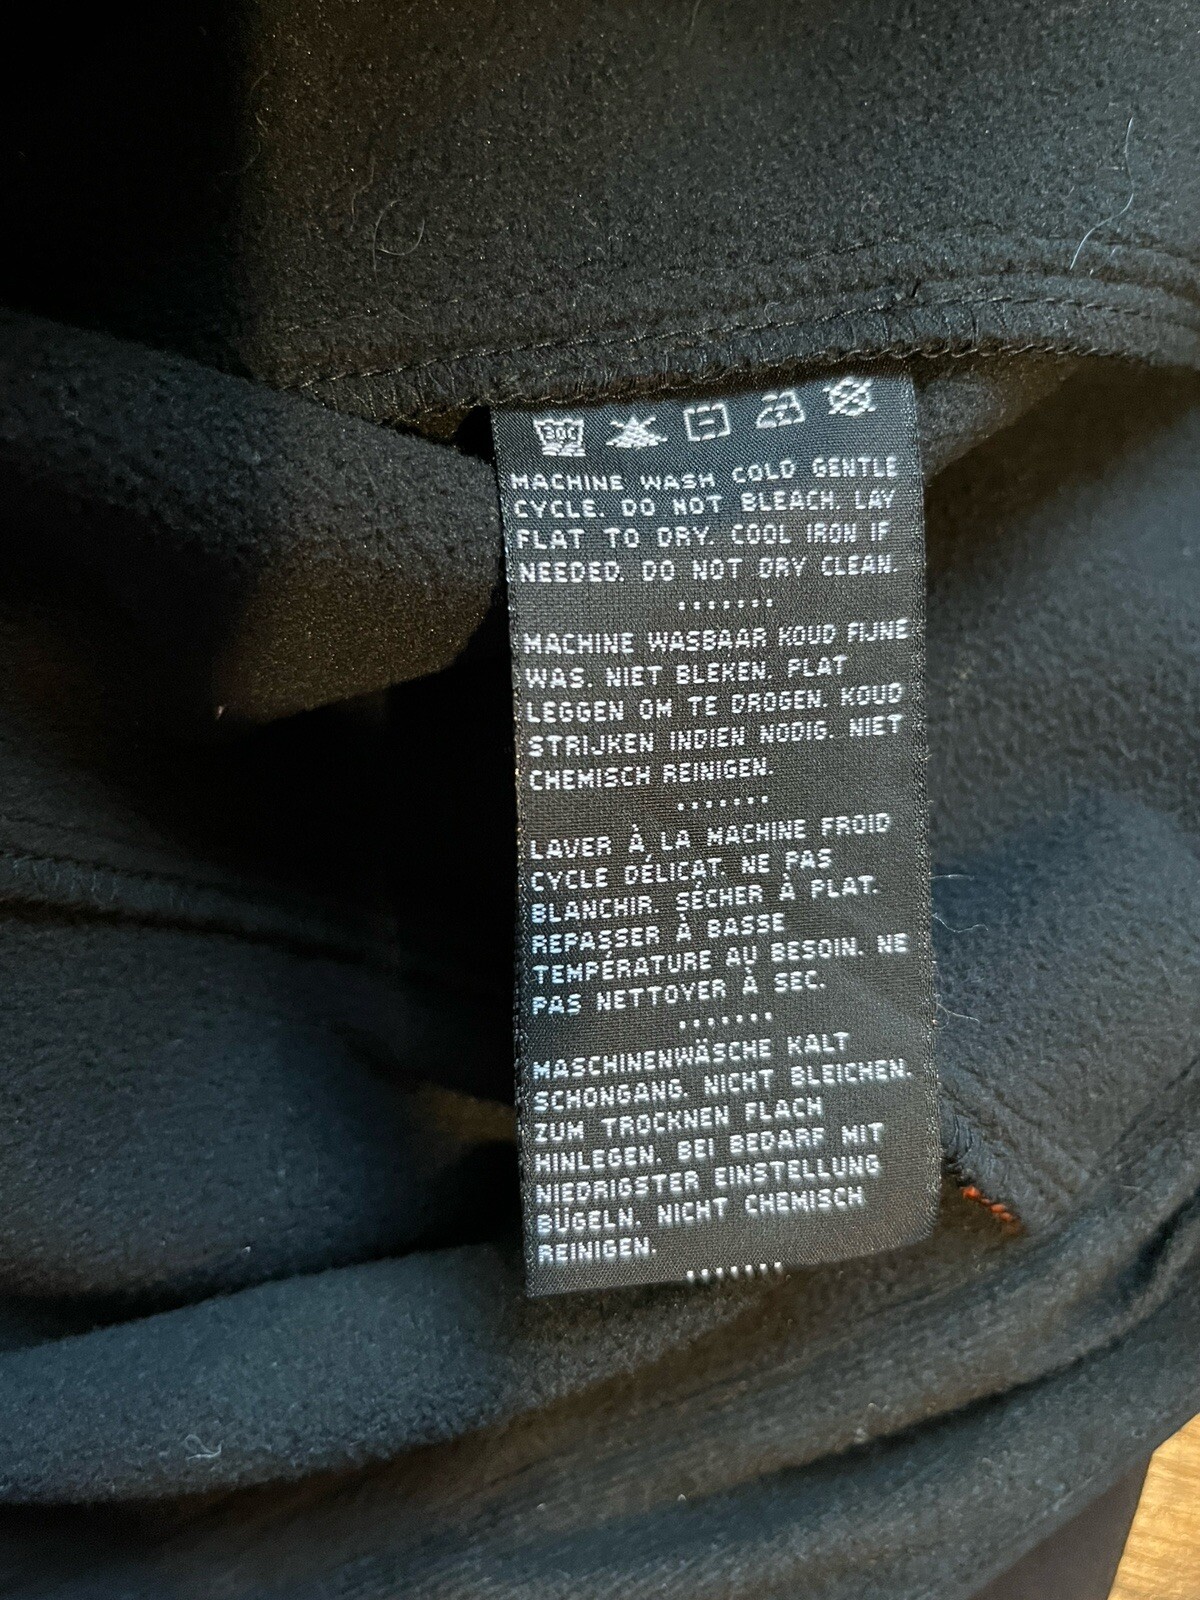 30C
MACHINE WASH COLD GENTLE
CYCLE. DO NOT BLEACH. LAY
FLAT TO DRY. COOL IRON IF
NEEDED. DO NOT DRY CLEAN.
MACHINE WASBAAR KOUD FIJNE
WAS. NIET BLEKEN. PLAT
LEGGEN OM TE DROGEN. KOUD
STRIJKEN INDIEN NODIG. NIET
CHEMISCH REINIGEN.
LAVER À LA MACHINE FROID
CYCLE DÉLICAT. NE PAS
BLANCHIR. SÉCHER À PLAT.
REPASSER À BASSE
TEMPÉRATURE AU BESOIN. NE
PAS NETTOYER À SEC.
MASCHINENWÄSCHE KALT
SCHONGANG. NICHT BLEICHEN.
ZUM TROCKNEN FLACH
HINLEGEN. BEI BEDARF MIT
NIEDRIGSTER EINSTELLUNG
BÜGELN. NICHT CHEMISCH
REINIGEN.